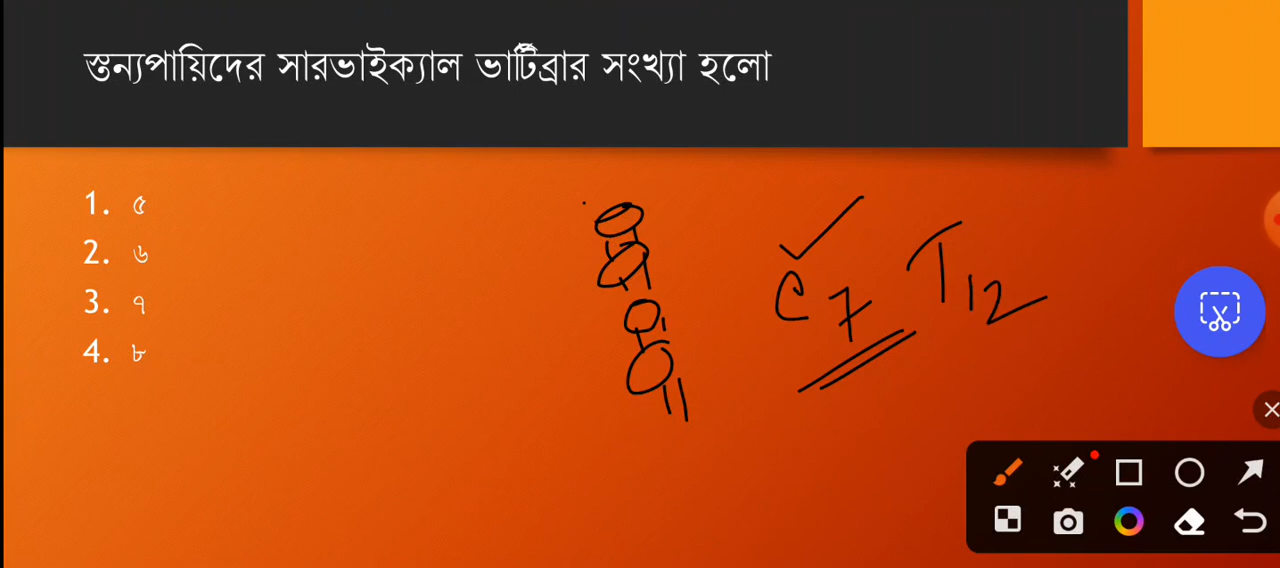 স্তন্যপায়িদের সারভাইক্যাল ভার্টিব্রার সংখ্যা হলো
1. ৫
2. ৬
3. ৭
4. ৮
C7 T12